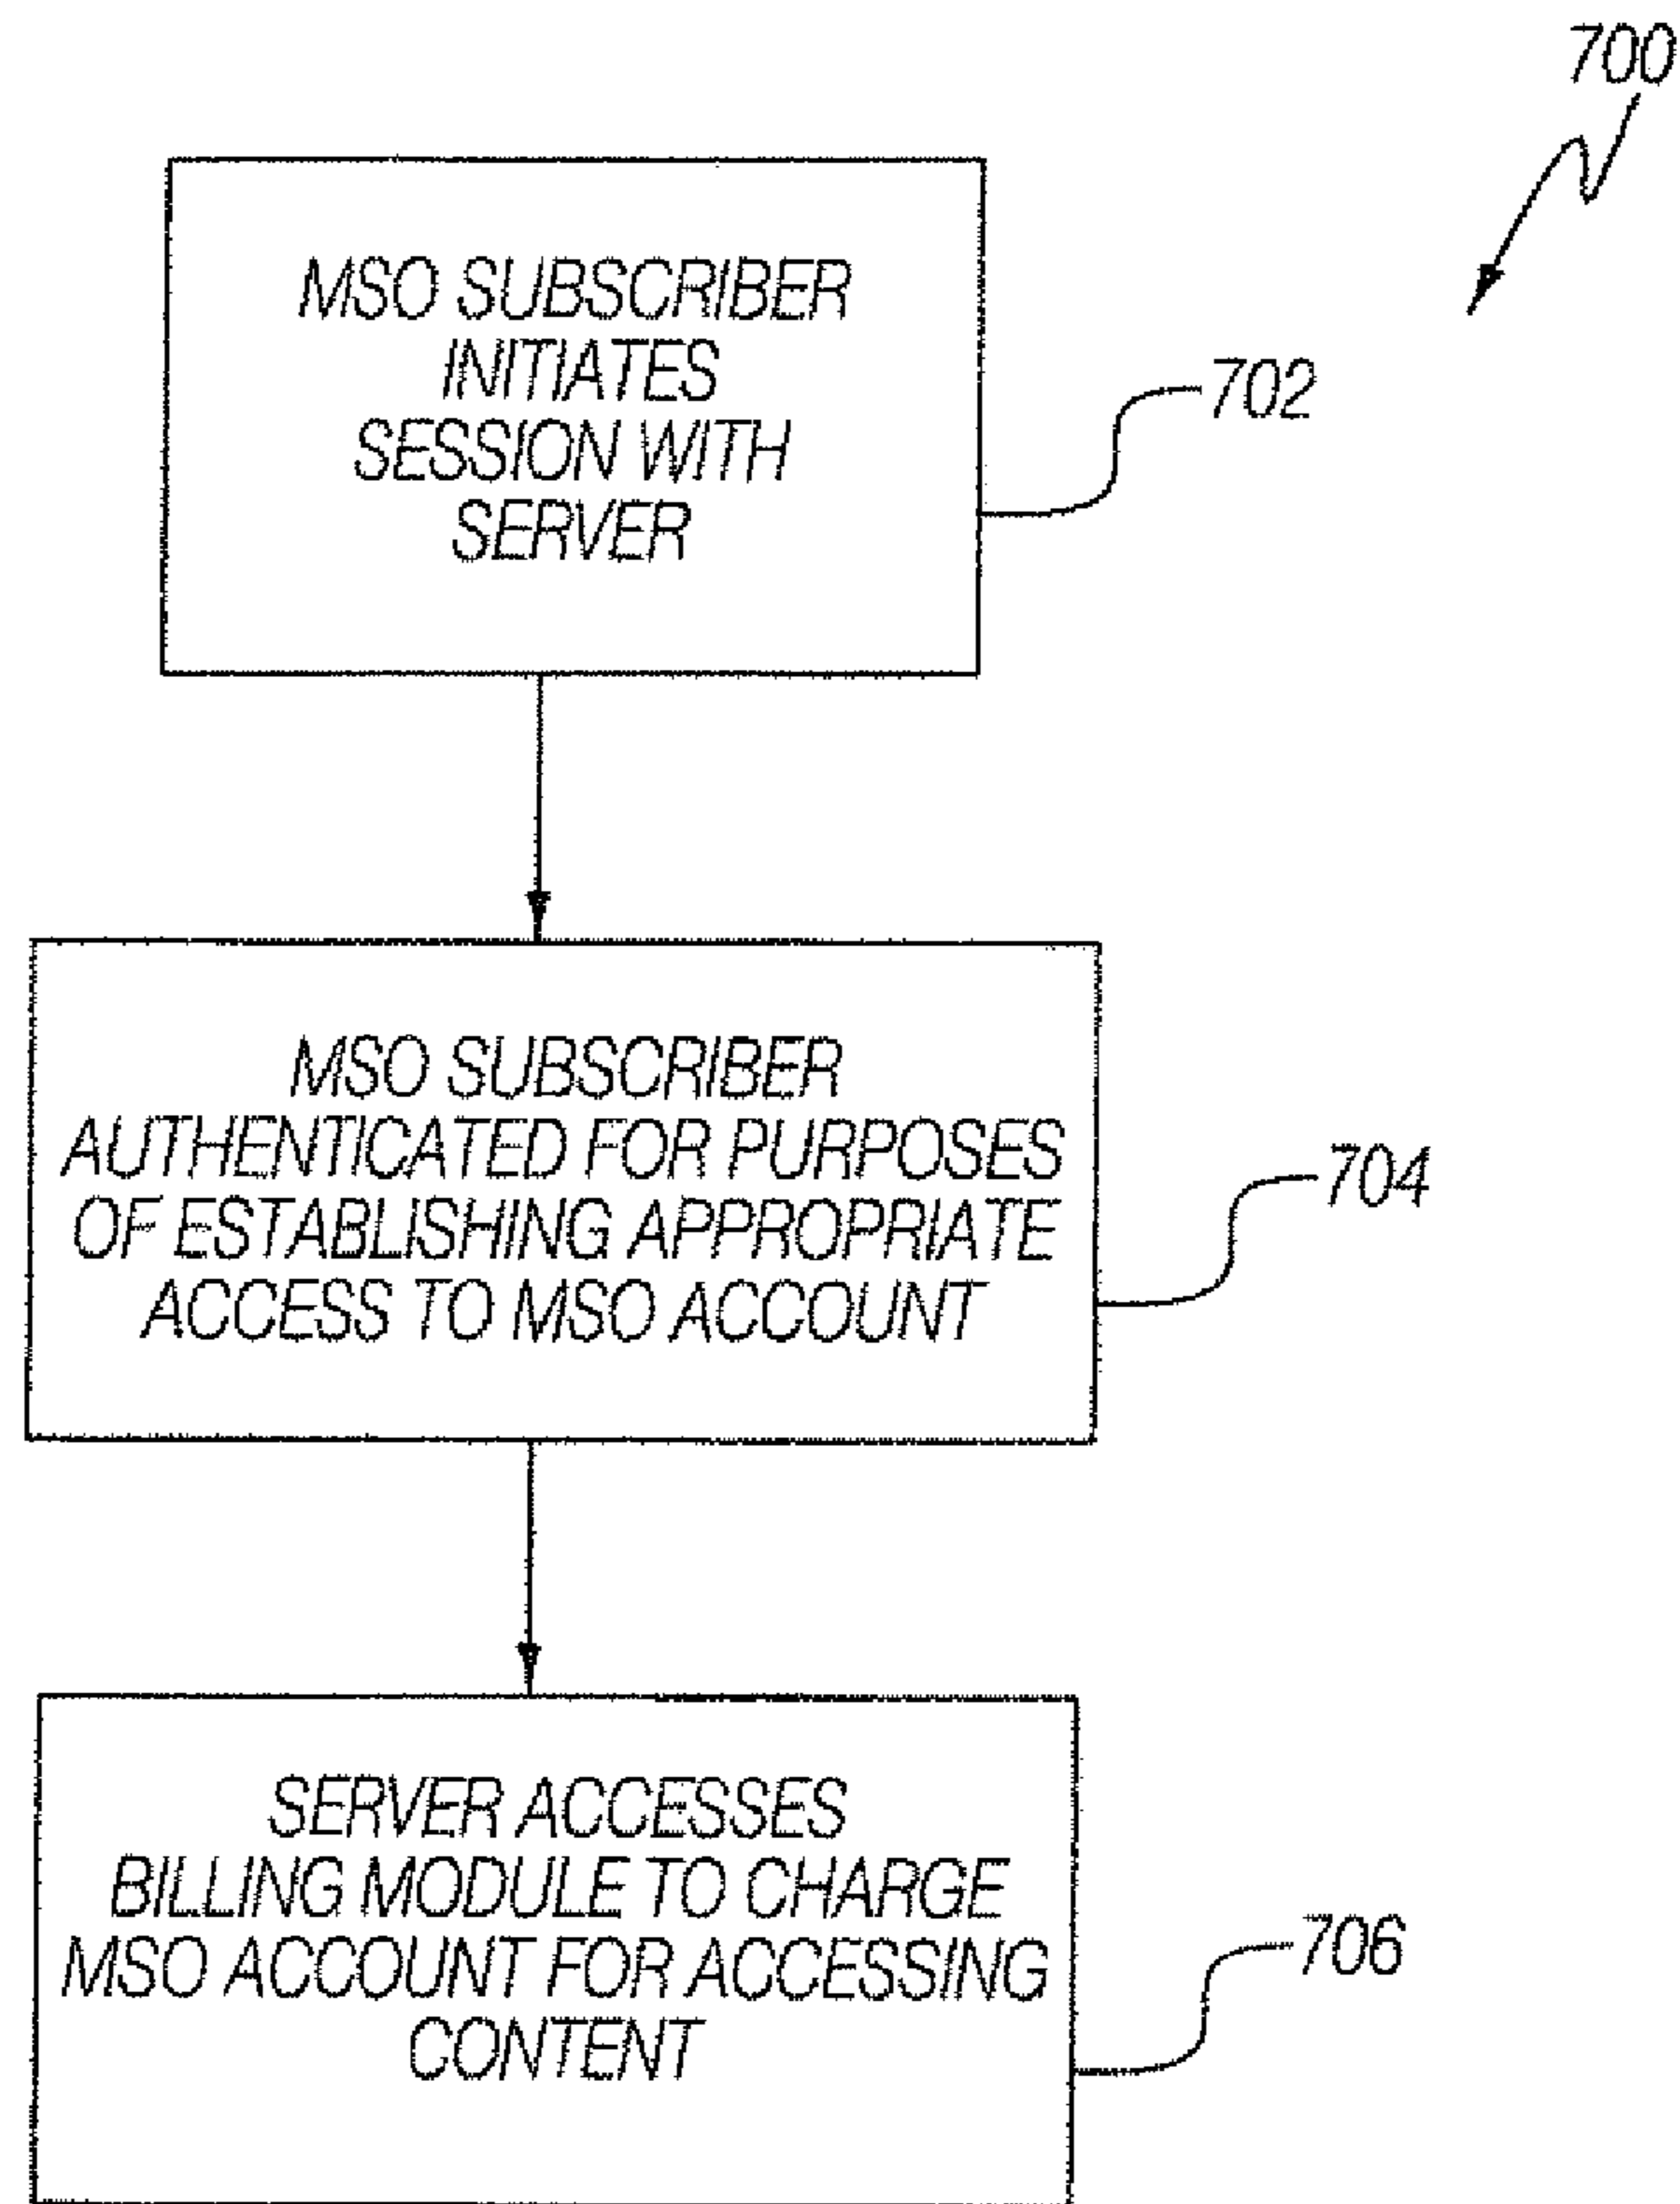 700
MSO SUBSCRIBER
INITIATES
SESSION WITH
SERVER
702
MSO SUBSCRIBER
AUTHENTICATED FOR PURPOSES
OF ESTABLISHING APPROPRIATE
ACCESS TO MSO ACCOUNT
704
SERVER ACCESSES
BILLING MODULE TO CHARGE
MSO ACCOUNT FOR ACCESSING
CONTENT
706